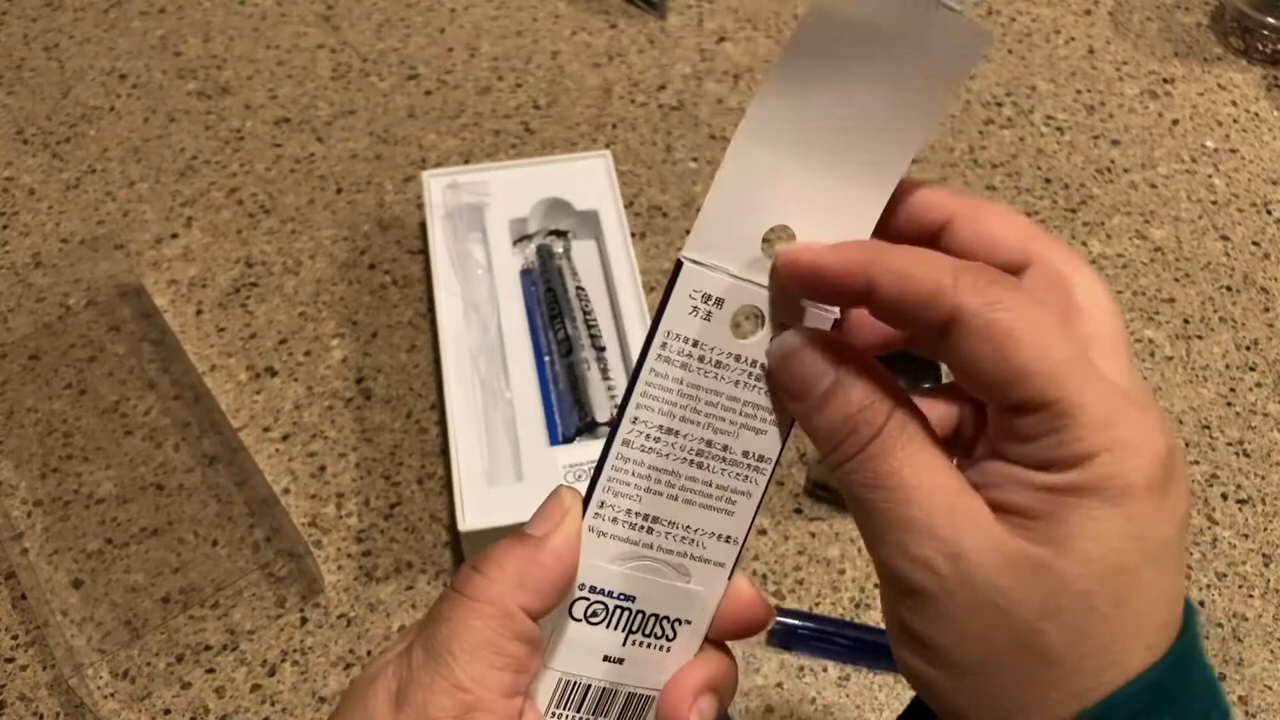 ご使用
方法
①万年筆にインク吸入器を
差し込み、吸入器のノブを図
方向に回してピストンを下げて
Push ink converter into gripping
section firmly and turn knob in the
direction of the arrow so plunger
goes fully down (Figure1).
②ペン先部をインク瓶に浸し、吸入器の
ノブをゆっくりと図②の矢印の方向に
回しながらインクを吸入してください。
Dip nib assembly into ink and slowly
turn knob in the direction of the
arrow to draw ink into converter
(Figure2).
③ペン先や首部に付いたインクを柔ら
かい布で拭き取ってください。
Wipe residual ink from nib before use.
SAILOR
compass™
SERIES
BLUE